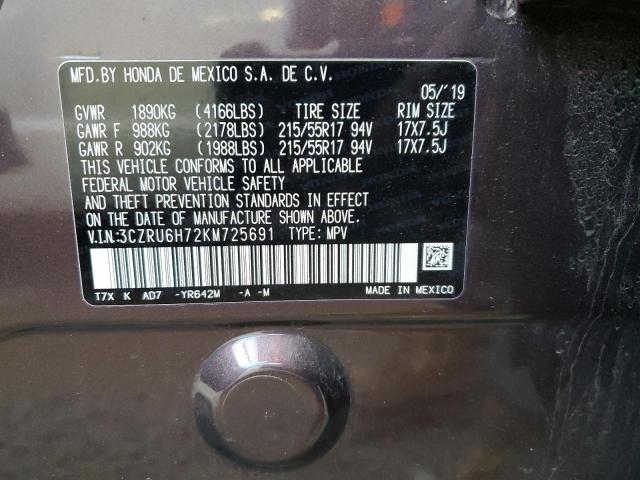 MFD.BY HONDA DE MEXICO S.A. DE C.V.
05/'19
GVWR 1890KG (4166LBS) TIRE SIZE RIM SIZE
GAWR F 988KG (2178LBS) 215/55R17 94V 17X7.5J
GAWR R 902KG (1988LBS) 215/55R17 94V 17X7.5J
THIS VEHICLE CONFORMS TO ALL APPLICABLE
FEDERAL MOTOR VEHICLE SAFETY
AND THEFT PREVENTION STANDARDS IN EFFECT
ON THE DATE OF MANUFACTURE SHOWN ABOVE.
V.I.N:3CZRU6H72KM725691 TYPE: MPV
T7X K AD7 -YR642M -A -M MADE IN MEXICO